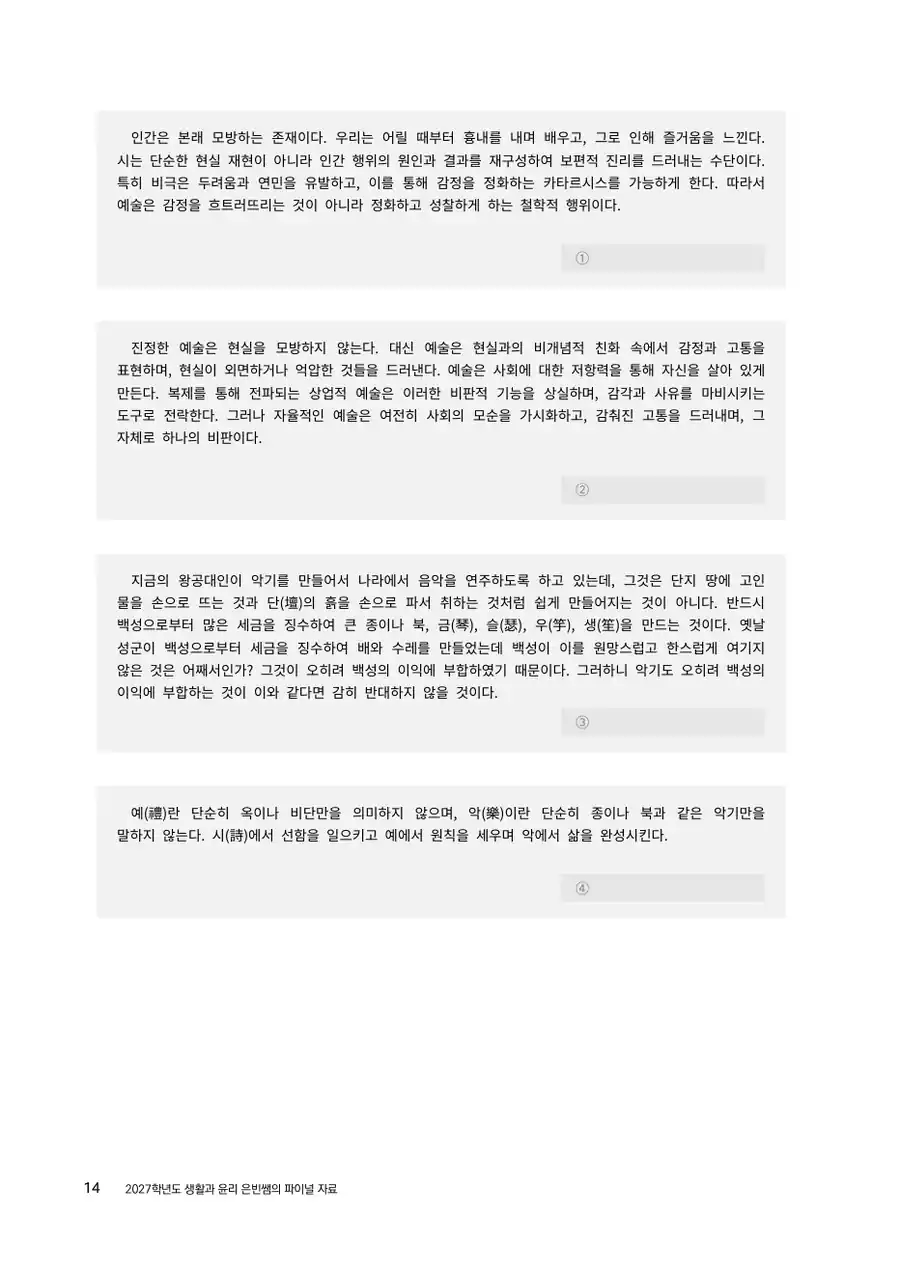 인간은 본래 모방하는 존재이다. 우리는 어릴 때부터 흉내를 내며 배우고, 그로 인해 즐거움을 느낀다.
시는 단순한 현실 재현이 아니라 인간 행위의 원인과 결과를 재구성하여 보편적 진리를 드러내는 수단이다.
특히 비극은 두려움과 연민을 유발하고, 이를 통해 감정을 정화하는 카타르시스를 가능하게 한다. 따라서
예술은 감정을 흐트러뜨리는 것이 아니라 정화하고 성찰하게 하는 철학적 행위이다.
①
진정한 예술은 현실을 모방하지 않는다. 대신 예술은 현실과의 비개념적 친화 속에서 감정과 고통을
표현하며, 현실이 외면하거나 억압한 것들을 드러낸다. 예술은 사회에 대한 저항력을 통해 자신을 살아 있게
만든다. 복제를 통해 전파되는 상업적 예술은 이러한 비판적 기능을 상실하며, 감각과 사유를 마비시키는
도구로 전락한다. 그러나 자율적인 예술은 여전히 사회의 모순을 가시화하고, 감춰진 고통을 드러내며, 그
자체로 하나의 비판이다.
②
지금의 왕공대인이 악기를 만들어서 나라에서 음악을 연주하도록 하고 있는데, 그것은 단지 땅에 고인
물을 손으로 뜨는 것과 단(壇)의 흙을 손으로 파서 취하는 것처럼 쉽게 만들어지는 것이 아니다. 반드시
백성으로부터 많은 세금을 징수하여 큰 종이나 북, 금(琴), 슬(瑟), 우(竽), 생(笙)을 만드는 것이다. 옛날
성군이 백성으로부터 세금을 징수하여 배와 수레를 만들었는데 백성이 이를 원망스럽고 한스럽게 여기지
않은 것은 어째서인가? 그것이 오히려 백성의 이익에 부합하였기 때문이다. 그러하니 악기도 오히려 백성의
이익에 부합하는 것이 이와 같다면 감히 반대하지 않을 것이다.
③
예(禮)란 단순히 옥이나 비단만을 의미하지 않으며, 악(樂)이란 단순히 종이나 북과 같은 악기만을
말하지 않는다. 시(詩)에서 선함을 일으키고 예에서 원칙을 세우며 악에서 삶을 완성시킨다.
④
14 2027학년도 생활과 윤리 은빈쌤의 파이널 자료